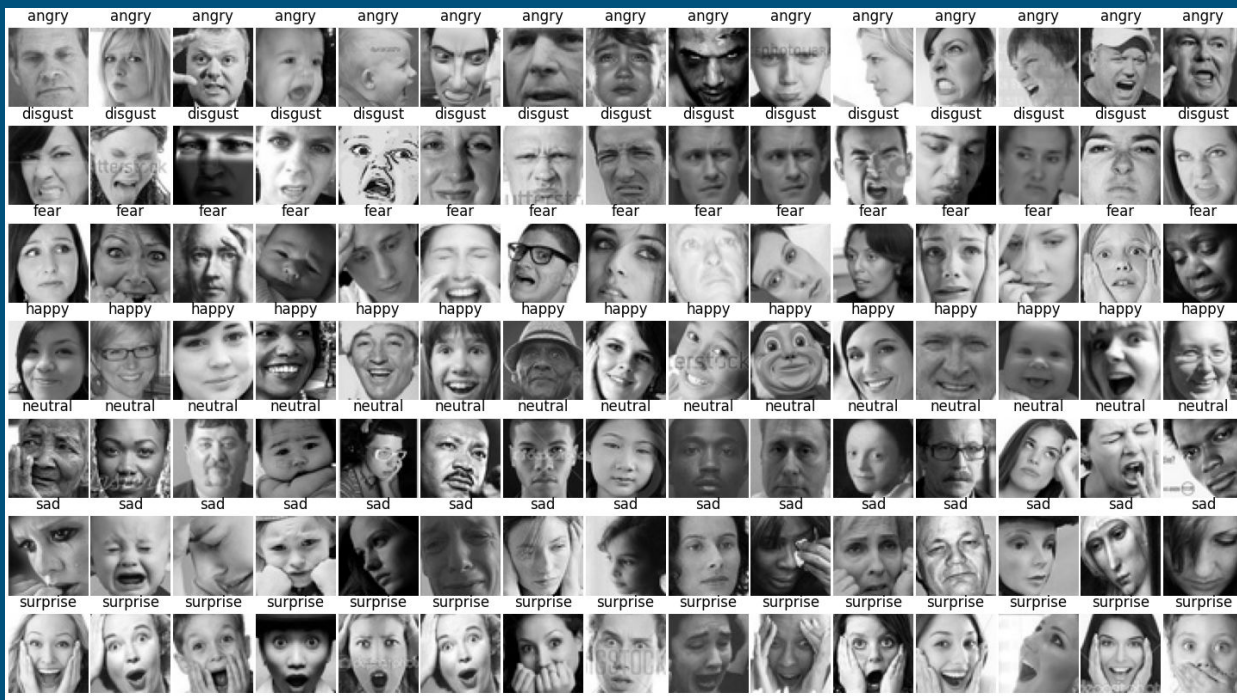 angry angry angry angry angry angry angry angry angry angry angry angry angry angry angry
disgust disgust disgust disgust disgust disgust disgust disgust disgust disgust disgust disgust disgust disgust disgust
fear fear fear fear fear fear fear fear fear fear fear fear fear fear fear
happy happy happy happy happy happy happy happy happy happy happy happy happy happy happy
neutral neutral neutral neutral neutral neutral neutral neutral neutral neutral neutral neutral neutral neutral neutral
sad sad sad sad sad sad sad sad sad sad sad sad sad sad sad
surprise surprise surprise surprise surprise surprise surprise surprise surprise surprise surprise surprise surprise surprise surprise